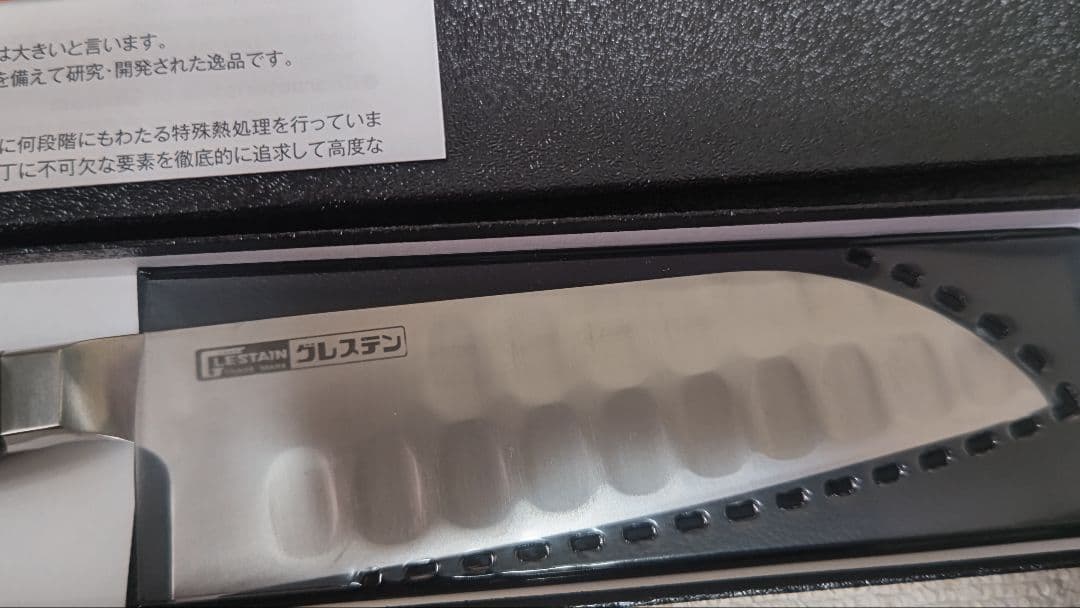 は大きいと言います。
を備えて研究・開発された逸品です。
に何段階にもわたる特殊熱処理を行っていま
丁に不可欠な要素を徹底的に追求して高度な
GLESTAIN グレステン
TRADE MARK